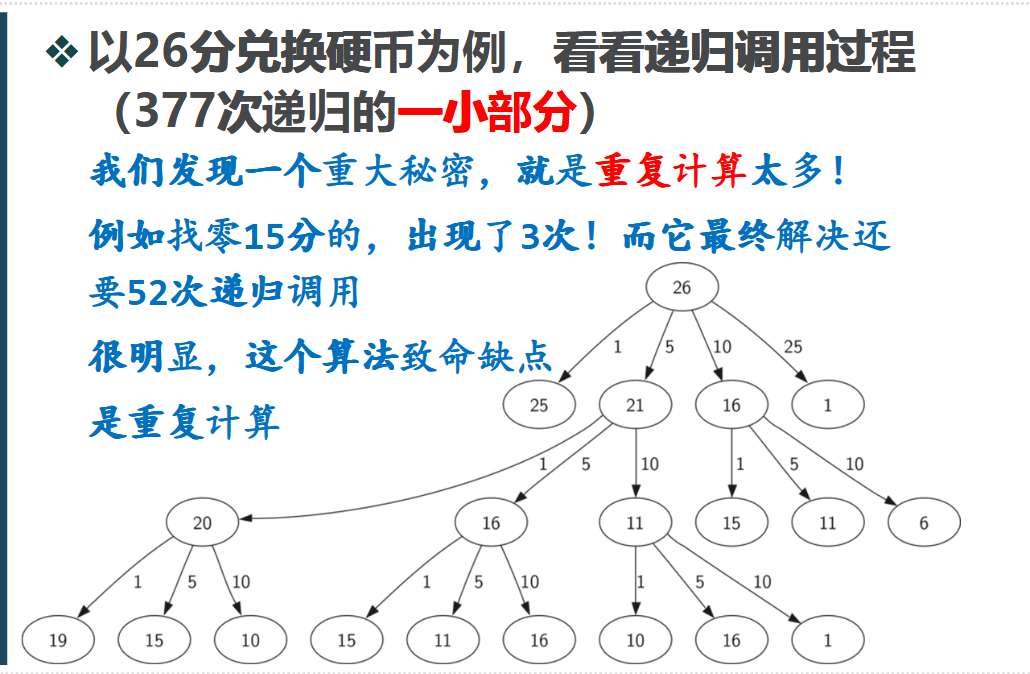 ❖以26分兑换硬币为例，看看递归调用过程
（377次递归的一小部分）
我们发现一个重大秘密，就是重复计算太多！
例如找零15分的，出现了3次！而它最终解决还
要52次递归调用
很明显，这个算法致命缺点
是重复计算
26
1 5 10 25
25 21 16 1
1 5 10 1 5 10
20 16 11 15 11 6
1 5 10 1 5 10 1 5 10
19 15 10 15 11 16 10 16 1